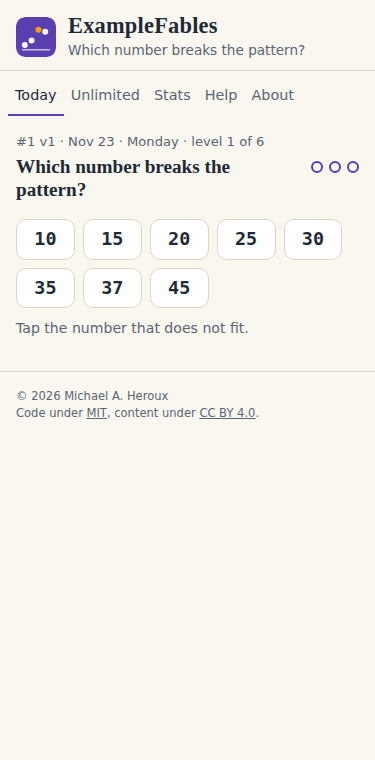 ExampleFables
Which number breaks the pattern?
Today Unlimited Stats Help About
#1 v1 · Nov 23 · Monday · level 1 of 6
Which number breaks the
pattern?
10 15 20 25 30
35 37 45
Tap the number that does not fit.
© 2026 Michael A. Heroux
Code under MIT, content under CC BY 4.0.